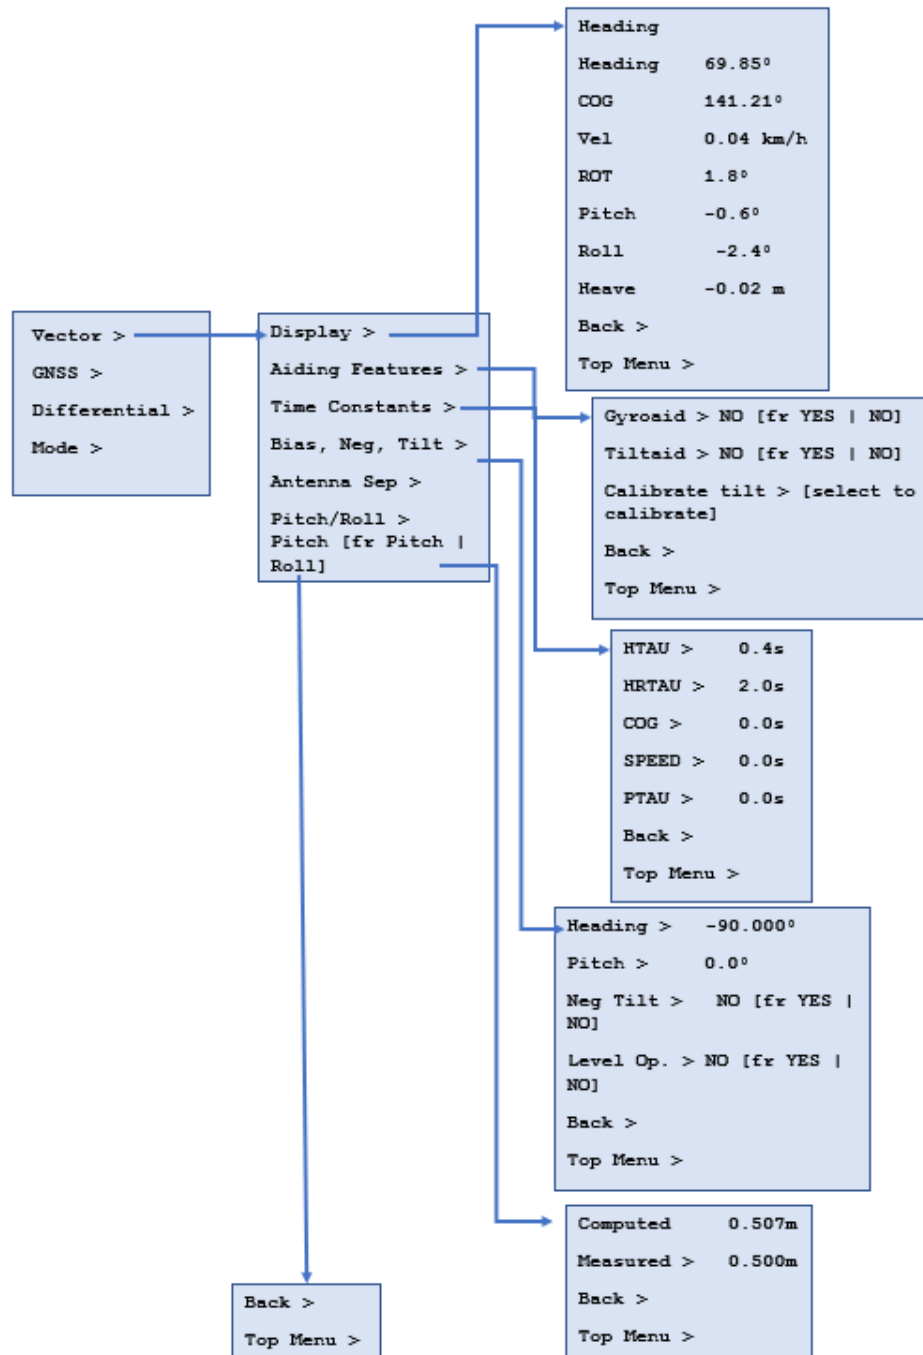 Vector >
GNSS >
Differential >
Mode >
Display >
Aiding Features >
Time Constants >
Bias, Neg, Tilt >
Antenna Sep >
Pitch/Roll >
Pitch [fr Pitch |
Roll]
Heading
Heading 69.85º
COG 141.21º
Vel 0.04 km/h
ROT 1.8º
Pitch -0.6º
Roll -2.4º
Heave -0.02 m
Back >
Top Menu >
Gyroaid > NO [fr YES | NO]
Tiltaid > NO [fr YES | NO]
Calibrate tilt > [select to
calibrate]
Back >
Top Menu >
HTAU > 0.4s
HRTAU > 2.0s
COG > 0.0s
SPEED > 0.0s
PTAU > 0.0s
Back >
Top Menu >
Heading > -90.000º
Pitch > 0.0º
Neg Tilt > NO [fr YES |
NO]
Level Op. > NO [fr YES |
NO]
Back >
Top Menu >
Computed 0.507m
Measured > 0.500m
Back >
Top Menu >
Back >
Top Menu >